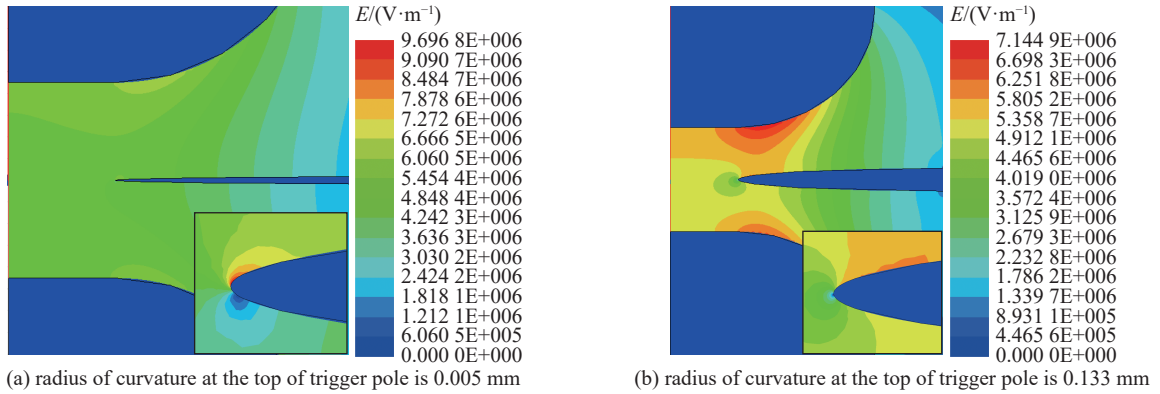 E/(V·m⁻¹)
9.696 8E+006
9.090 7E+006
8.484 7E+006
7.878 6E+006
7.272 6E+006
6.666 5E+006
6.060 5E+006
5.454 4E+006
4.848 4E+006
4.242 3E+006
3.636 3E+006
3.030 2E+006
2.424 2E+006
1.818 1E+006
1.212 1E+006
6.060 5E+005
0.000 0E+000
(a) radius of curvature at the top of trigger pole is 0.005 mm
E/(V·m⁻¹)
7.144 9E+006
6.698 3E+006
6.251 8E+006
5.805 2E+006
5.358 7E+006
4.912 1E+006
4.465 6E+006
4.019 0E+006
3.572 4E+006
3.125 9E+006
2.679 3E+006
2.232 8E+006
1.786 2E+006
1.339 7E+006
8.931 1E+005
4.465 6E+005
0.000 0E+000
(b) radius of curvature at the top of trigger pole is 0.133 mm